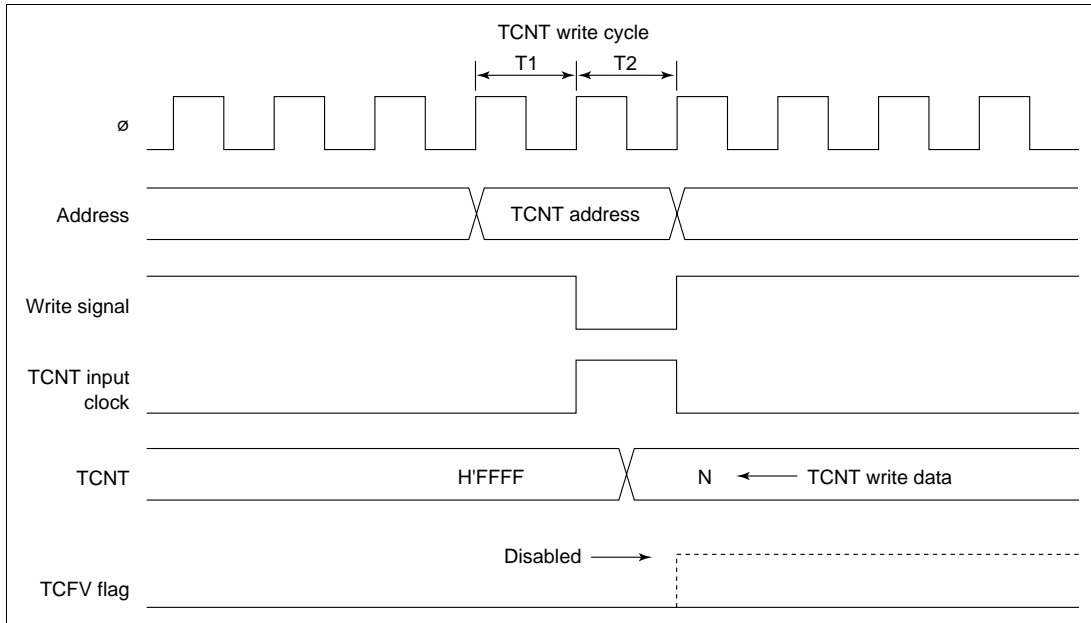 TCNT write cycle
T1 T2
ø
Address TCNT address
Write signal
TCNT input
clock
TCNT H'FFFF N TCNT write data
Disabled
TCFV flag